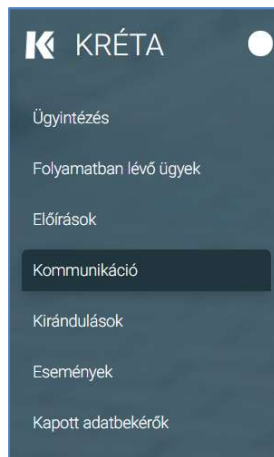 KRÉTA
Ügyintézés
Folyamatban lévő ügyek
Előírások
Kommunikáció
Kirándulások
Események
Kapott adatbekérők